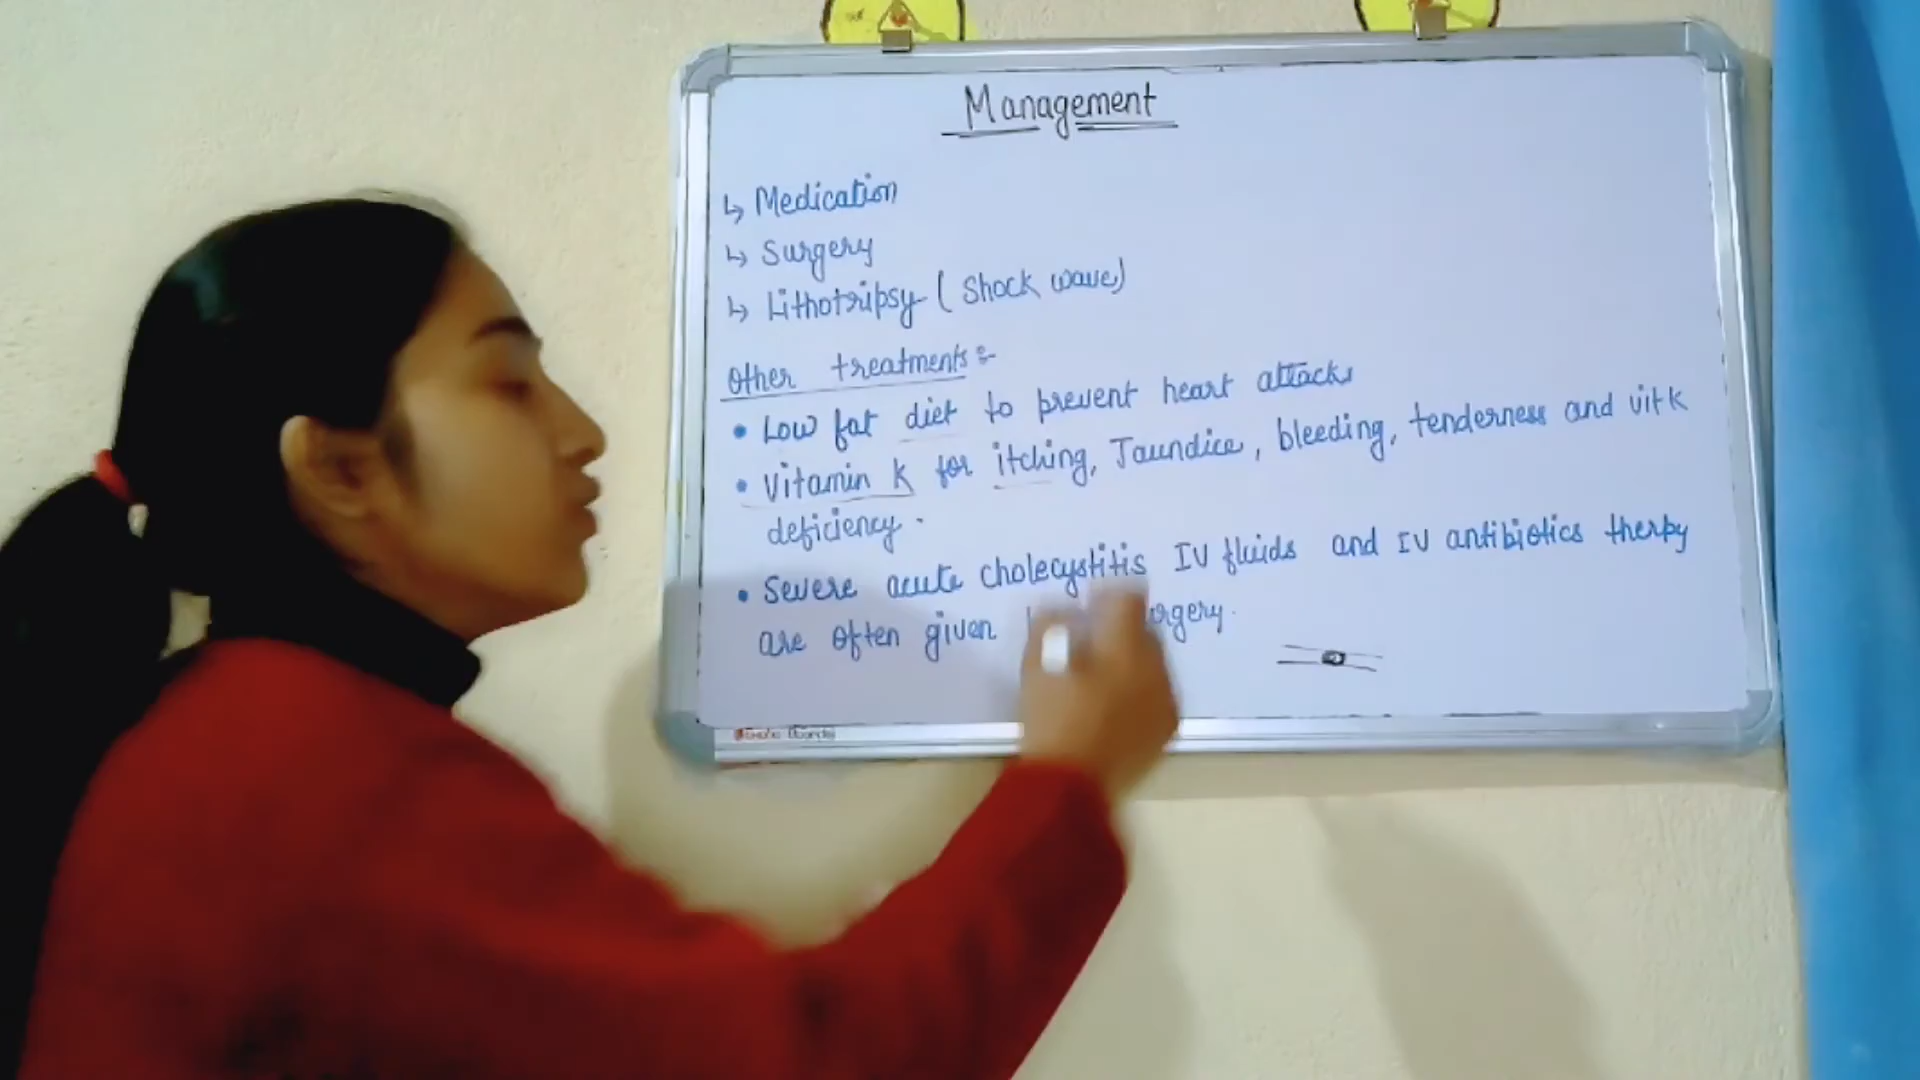 Management
↳ Medication
↳ Surgery
↳ Lithotripsy ( Shock wave)
Other treatments :-
• Low fat diet to prevent heart attacks
• Vitamin K for itching, Jaundice, bleeding, tenderness and vit K
deficiency.
• Severe acute cholecystitis IV fluids and IV antibiotics therpy
are often given